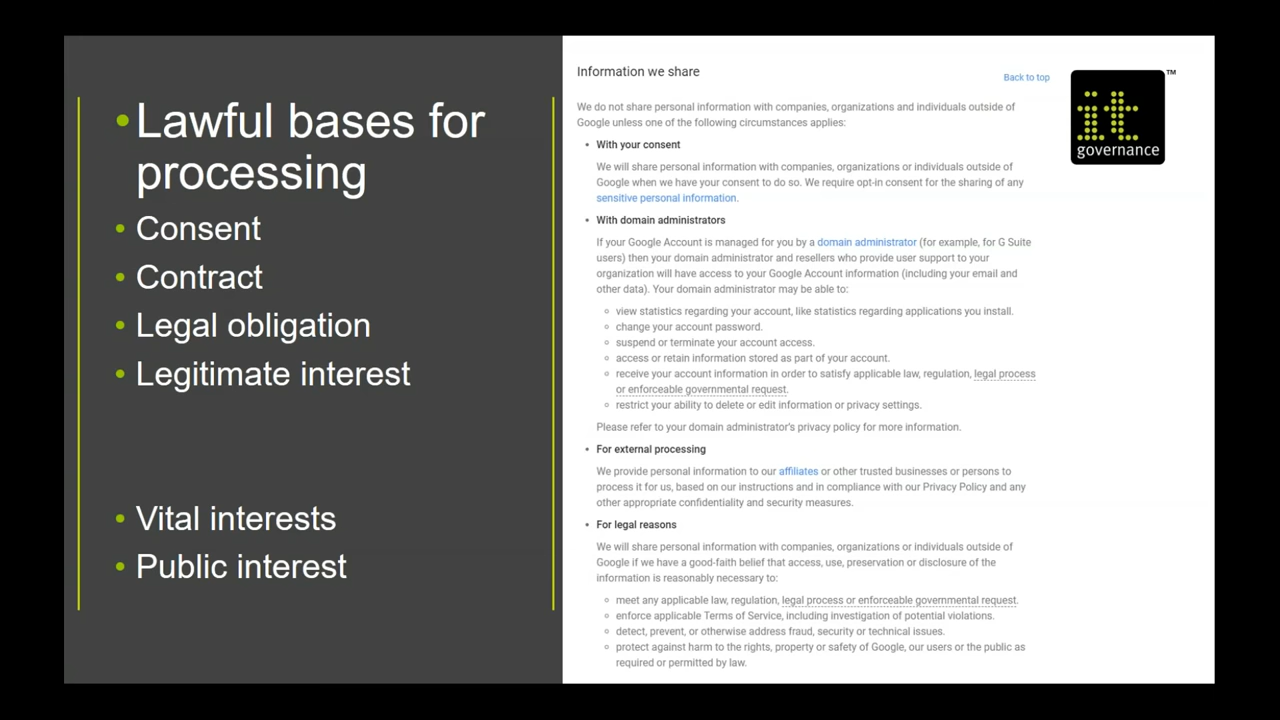 Lawful bases for
processing
Consent
Contract
Legal obligation
Legitimate interest
Vital interests
Public interest
Information we share
Back to top
We do not share personal information with companies, organizations and individuals outside of
Google unless one of the following circumstances applies:
With your consent
We will share personal information with companies, organizations or individuals outside of
Google when we have your consent to do so. We require opt-in consent for the sharing of any
sensitive personal information.
With domain administrators
If your Google Account is managed for you by a domain administrator (for example, for G Suite
users) then your domain administrator and resellers who provide user support to your
organization will have access to your Google Account information (including your email and
other data). Your domain administrator may be able to:
view statistics regarding your account, like statistics regarding applications you install.
change your account password.
suspend or terminate your account access.
access or retain information stored as part of your account.
receive your account information in order to satisfy applicable law, regulation, legal process
or enforceable governmental request.
restrict your ability to delete or edit information or privacy settings.
Please refer to your domain administrator's privacy policy for more information.
For external processing
We provide personal information to our affiliates or other trusted businesses or persons to
process it for us, based on our instructions and in compliance with our Privacy Policy and any
other appropriate confidentiality and security measures.
For legal reasons
We will share personal information with companies, organizations or individuals outside of
Google if we have a good-faith belief that access, use, preservation or disclosure of the
information is reasonably necessary to:
meet any applicable law, regulation, legal process or enforceable governmental request.
enforce applicable Terms of Service, including investigation of potential violations.
detect, prevent, or otherwise address fraud, security or technical issues.
protect against harm to the rights, property or safety of Google, our users or the public as
required or permitted by law.
it
governance
TM